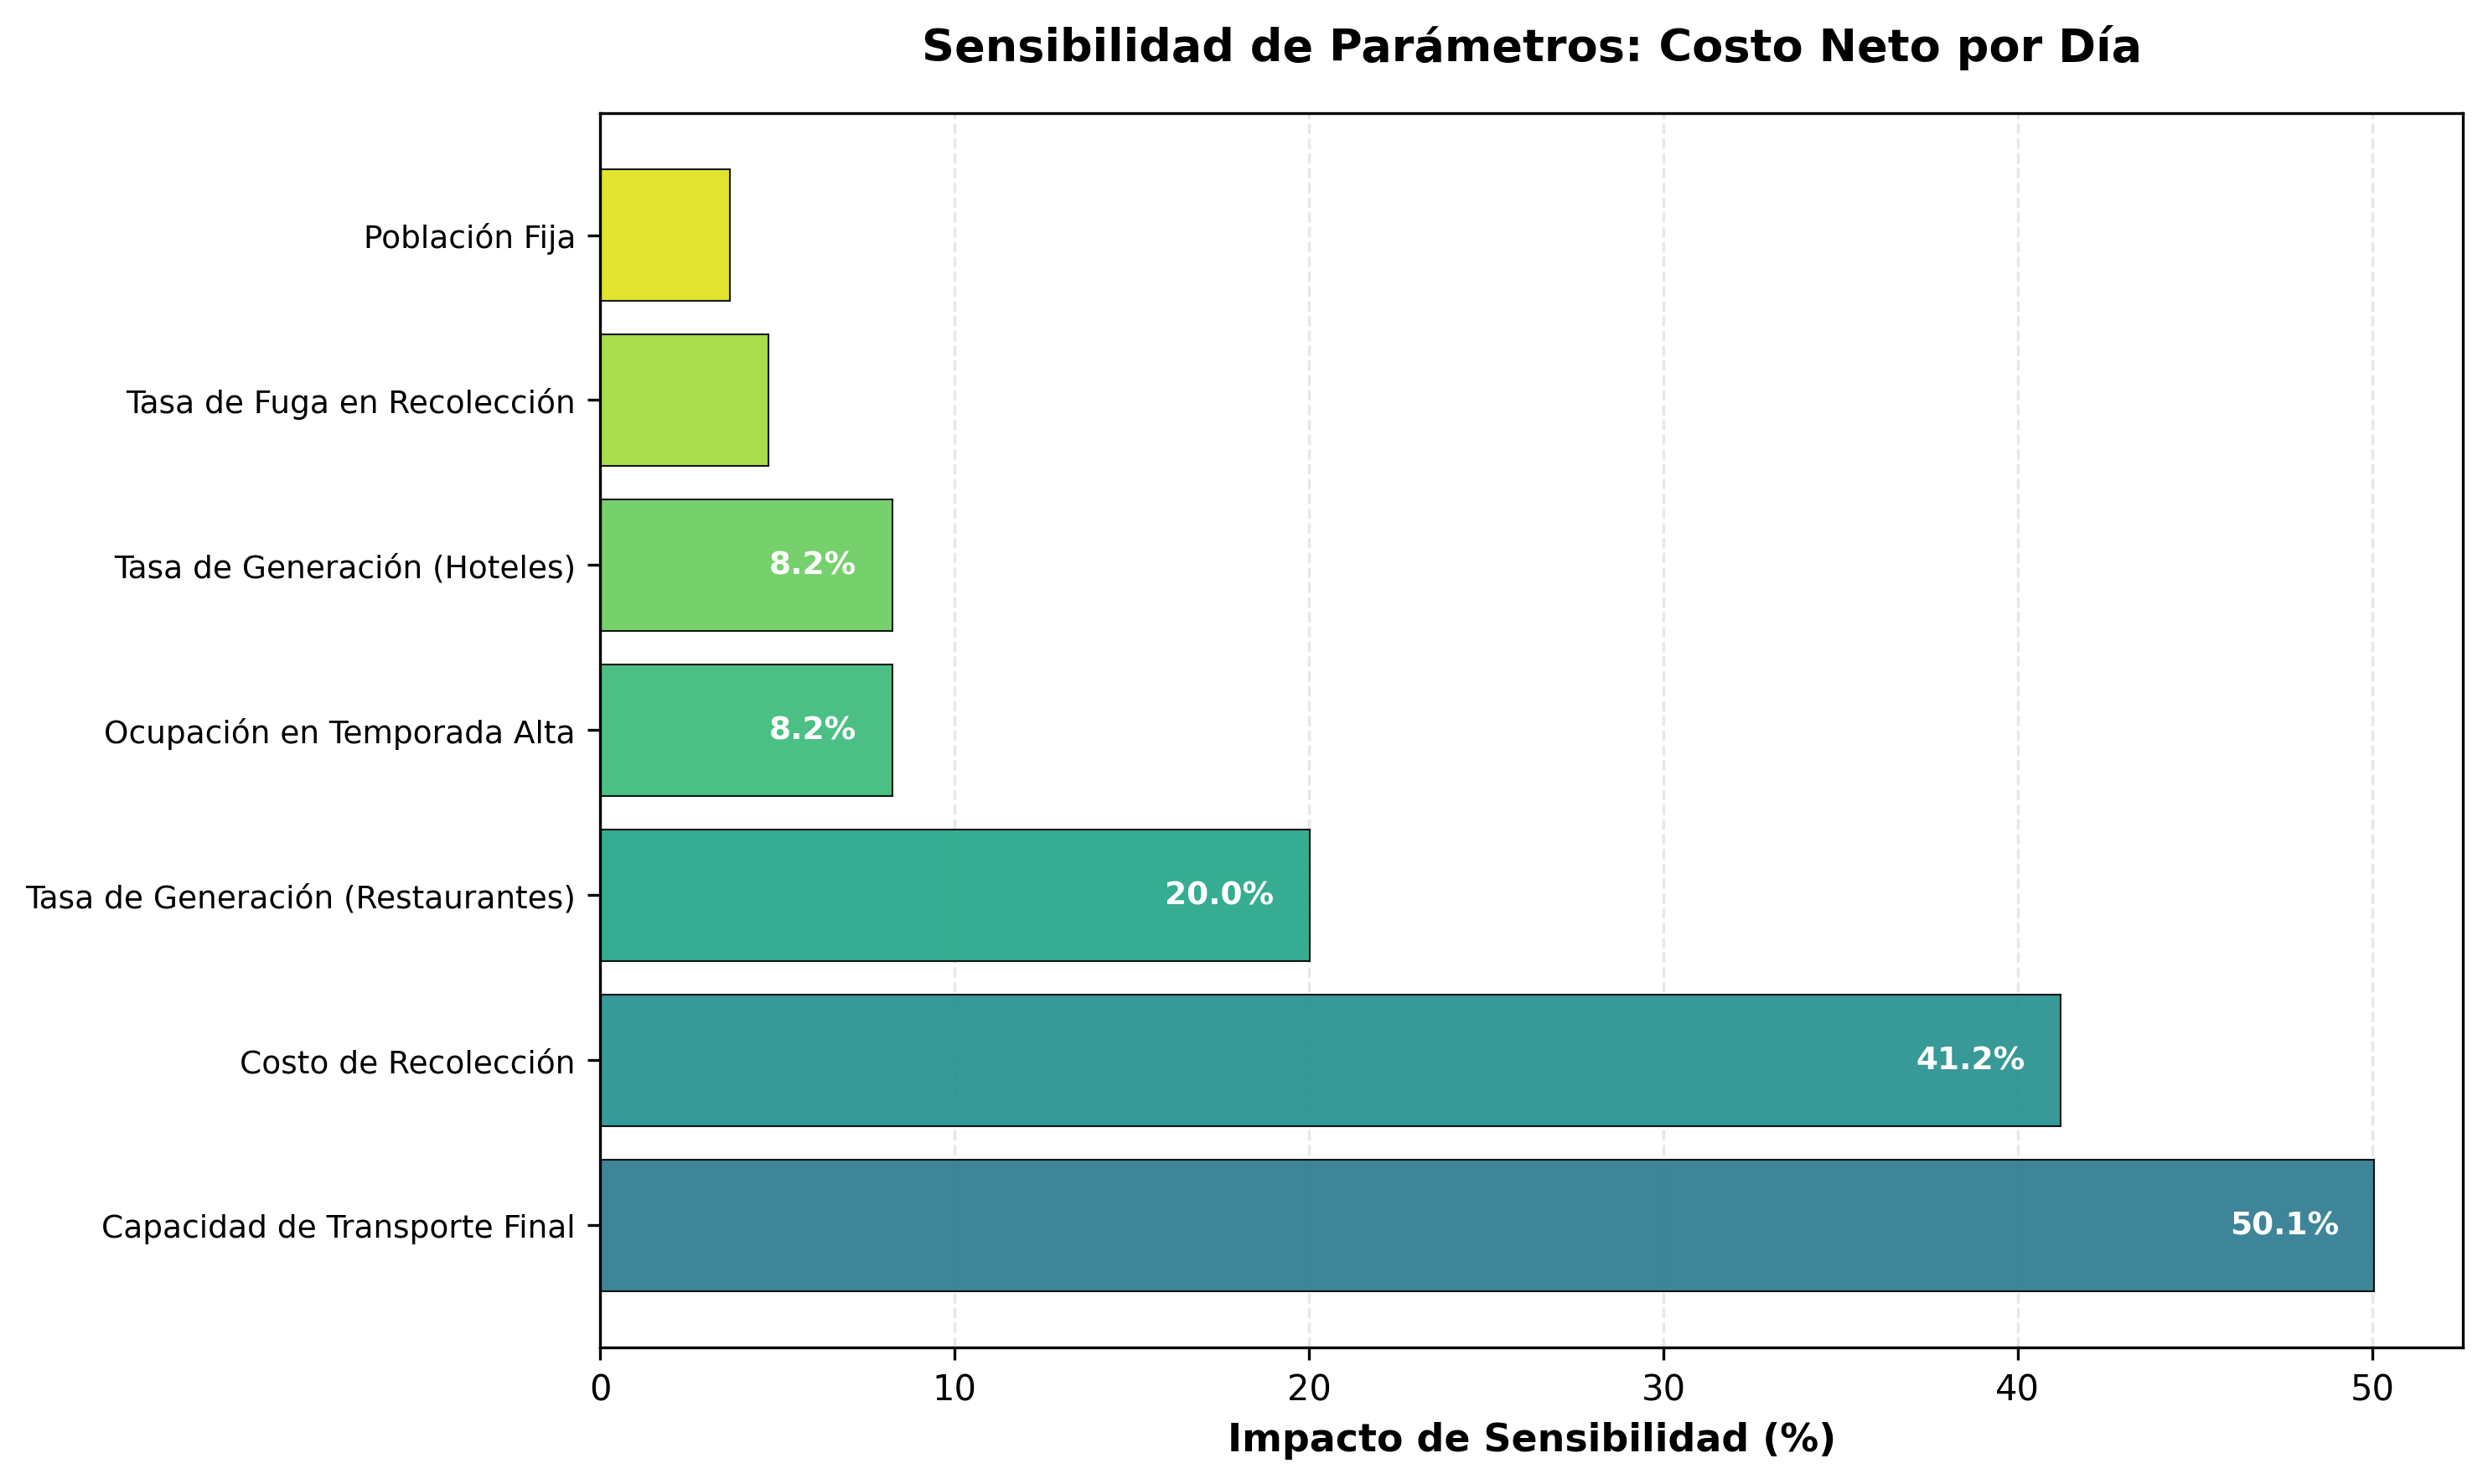 Sensibilidad de Parámetros: Costo Neto por Día
Población Fija
Tasa de Fuga en Recolección
Tasa de Generación (Hoteles)
8.2%
Ocupación en Temporada Alta
8.2%
Tasa de Generación (Restaurantes)
20.0%
Costo de Recolección
41.2%
Capacidad de Transporte Final
50.1%
0 10 20 30 40 50
Impacto de Sensibilidad (%)